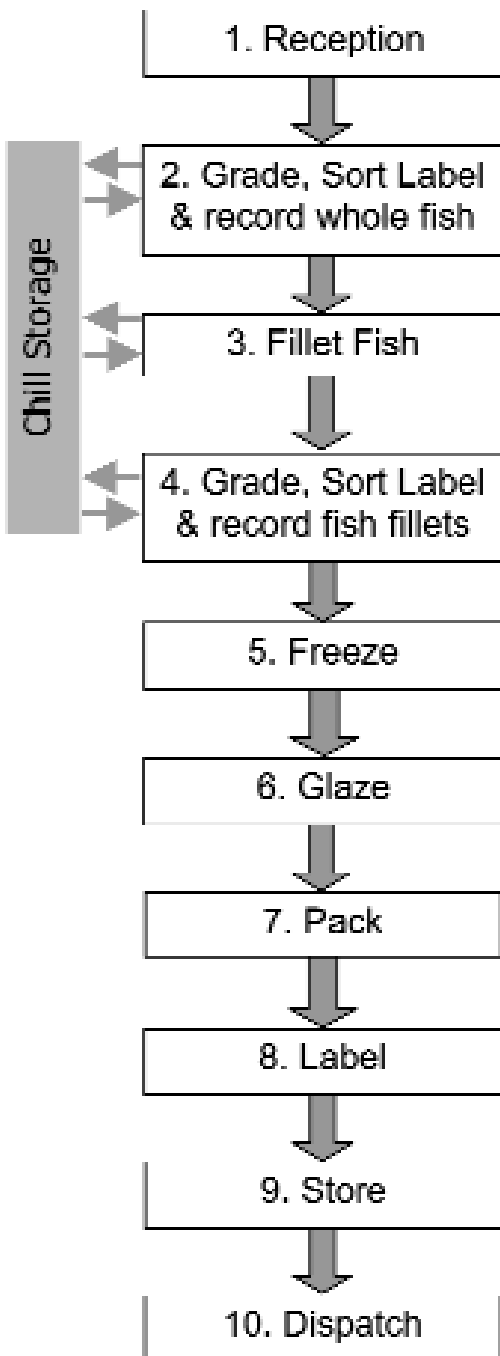 1. Reception
2. Grade, Sort Label
& record whole fish
Chill Storage
3. Fillet Fish
4. Grade, Sort Label
& record fish fillets
5. Freeze
6. Glaze
7. Pack
8. Label
9. Store
10. Dispatch